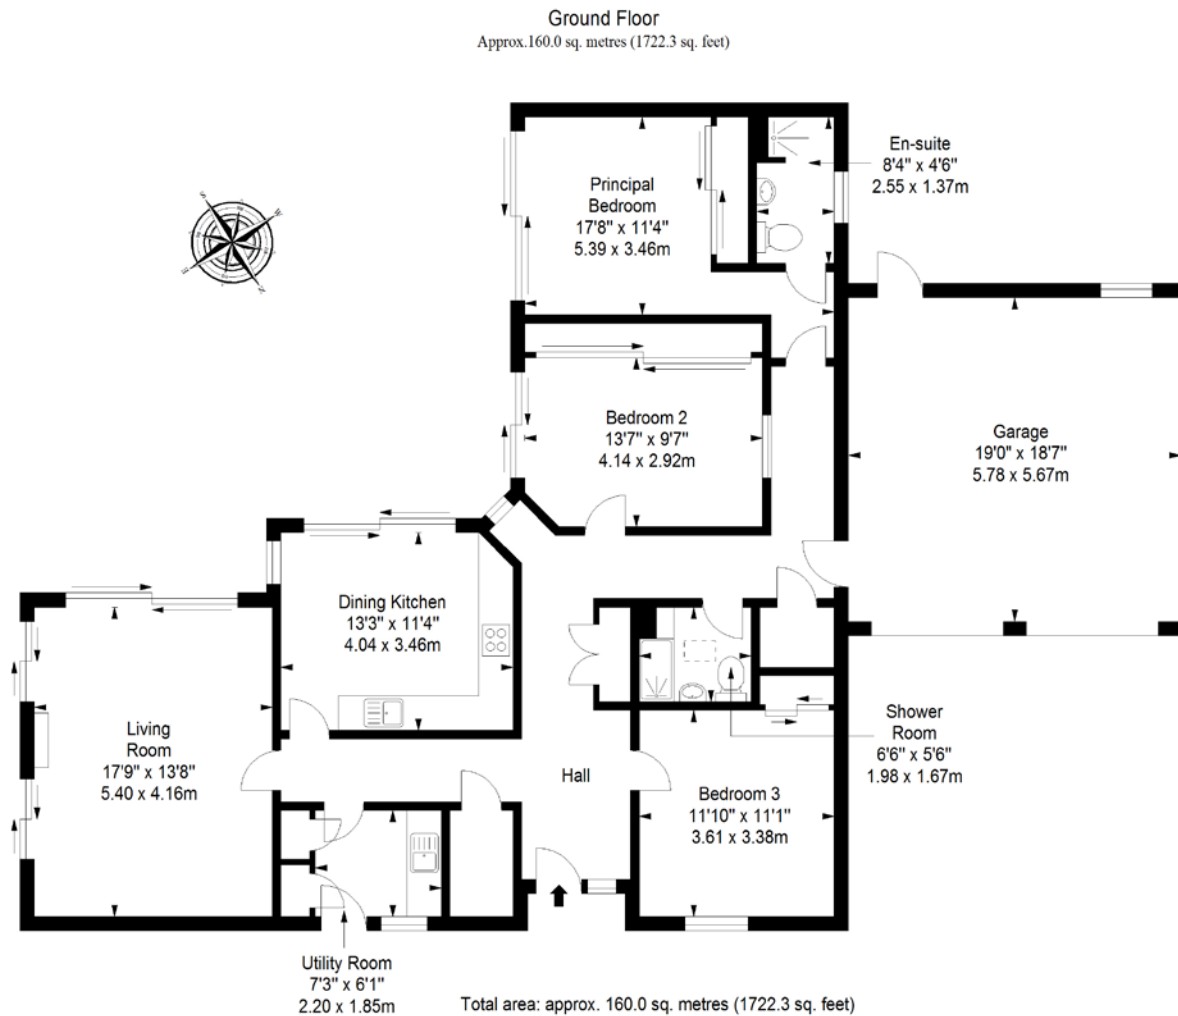 Ground Floor
Approx.160.0 sq. metres (1722.3 sq. feet)
En-suite
8'4" x 4'6"
2.55 x 1.37m
Principal
Bedroom
17'8" x 11'4"
5.39 x 3.46m
S
W
E
N
Bedroom 2
13'7" x 9'7"
4.14 x 2.92m
Garage
19'0" x 18'7"
5.78 x 5.67m
Dining Kitchen
13'3" x 11'4"
4.04 x 3.46m
Living
Room
17'9" x 13'8"
5.40 x 4.16m
Shower
Room
6'6" x 5'6"
1.98 x 1.67m
Hall
Bedroom 3
11'10" x 11'1"
3.61 x 3.38m
Utility Room
7'3" x 6'1"
2.20 x 1.85m
Total area: approx. 160.0 sq. metres (1722.3 sq. feet)